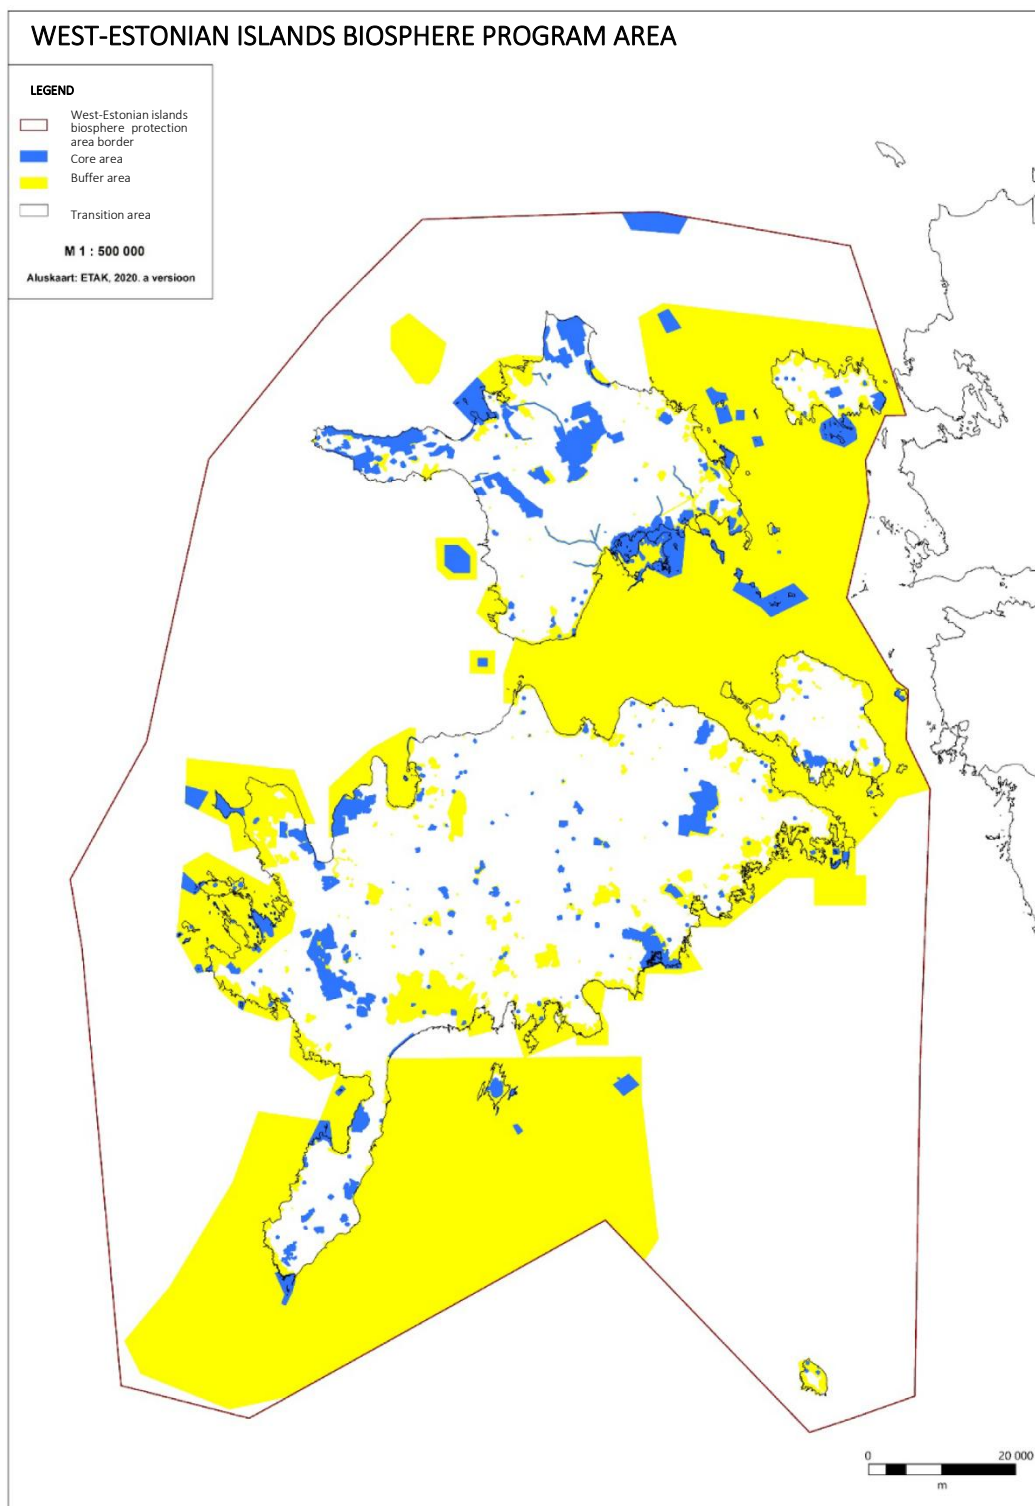 WEST-ESTONIAN ISLANDS BIOSPHERE PROGRAM AREA
LEGEND
West-Estonian islands
biosphere protection
area border
Core area
Buffer area
Transition area
M 1 : 500 000
Aluskaart: ETAK, 2020. a versioon
0 20 000
m